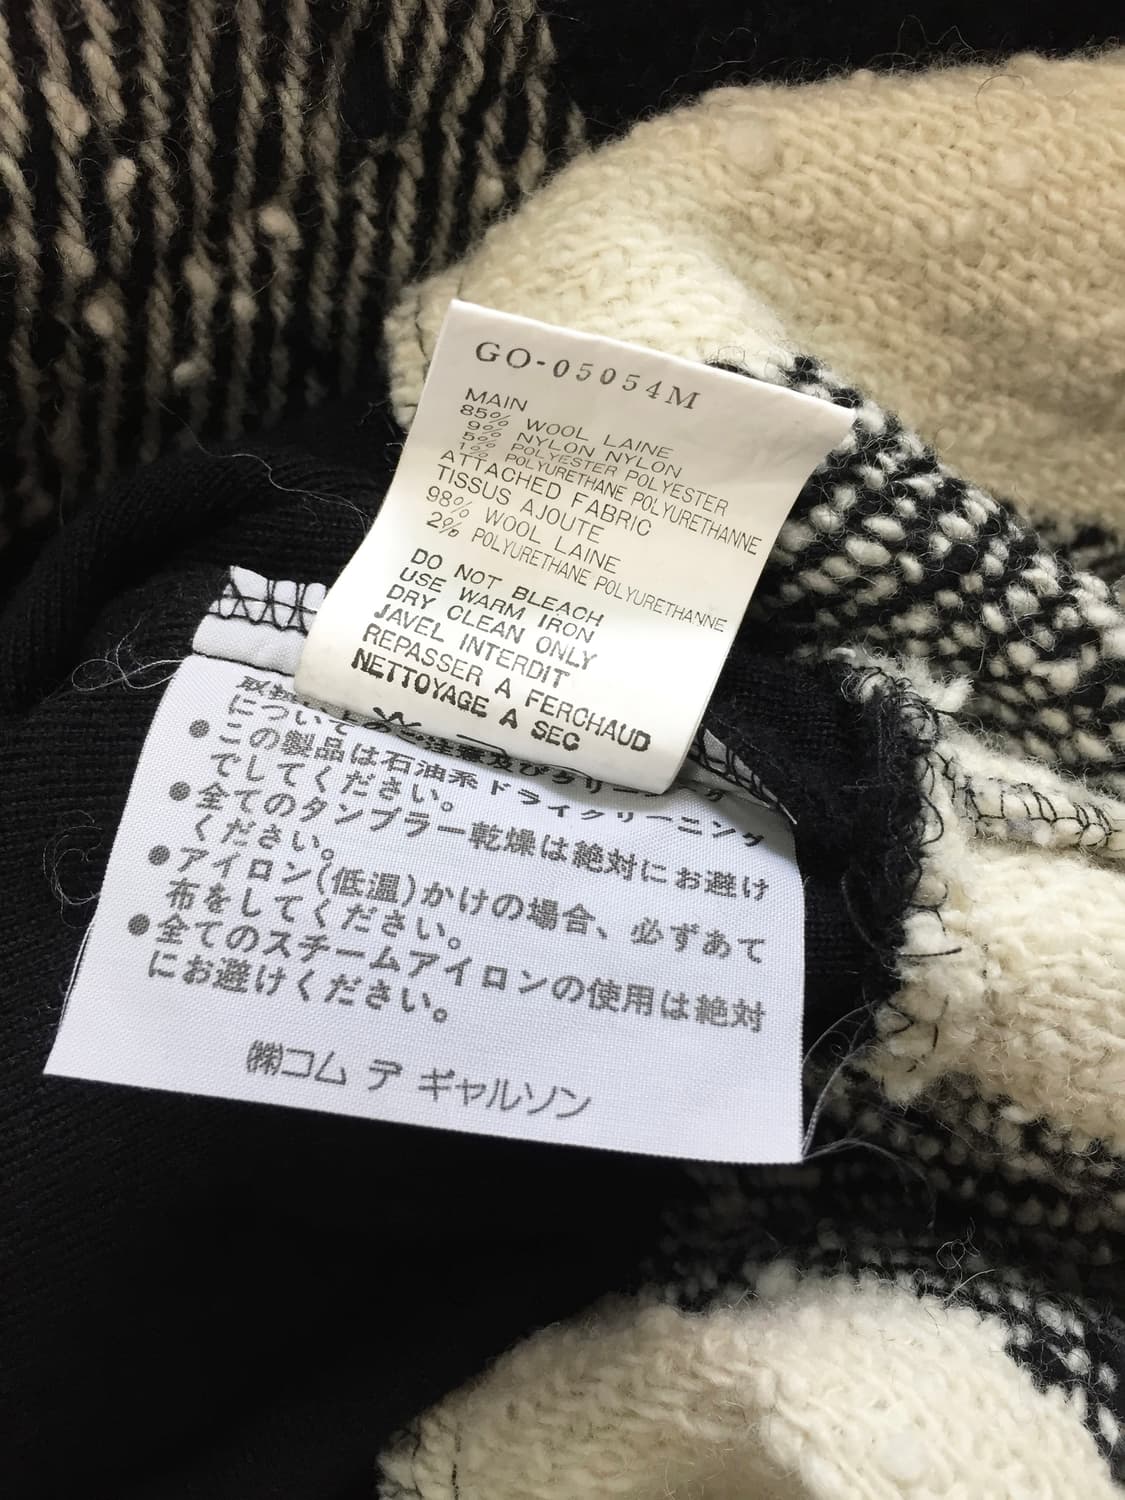 GO-05054M
MAIN
85% WOOL LAINE
9% NYLON NYLON
5% POLYESTER POLYESTER
1% POLYURETHANE POLYURETHANNE
ATTACHED FABRIC
TISSUS AJOUTE
98% WOOL LAINE
2% POLYURETHANE POLYURETHANNE
DO NOT BLEACH
USE WARM IRON
DRY CLEAN ONLY
JAVEL INTERDIT
REPASSER A FERCHAUD
NETTOYAGE A SEC
取扱
について
●この製品は石油系ドライクリーニング
でしてください。
●全てのタンブラー乾燥は絶対にお避け
ください。
●アイロン(低温)かけの場合、必ずあて
布をしてください。
●全てのスチームアイロンの使用は絶対
にお避けください。
㈱コム デ ギャルソン